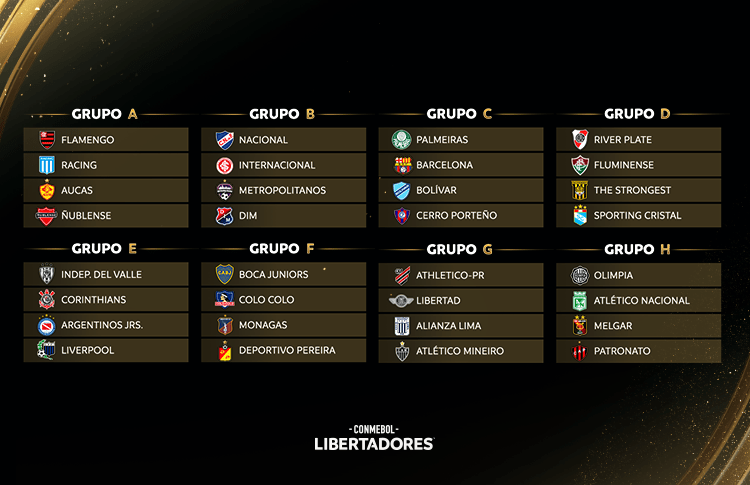 GRUPO A
FLAMENGO
RACING
AUCAS
ÑUBLENSE
GRUPO B
NACIONAL
INTERNACIONAL
METROPOLITANOS
DIM
GRUPO C
PALMEIRAS
BARCELONA
BOLÍVAR
CERRO PORTEÑO
GRUPO D
RIVER PLATE
FLUMINENSE
THE STRONGEST
SPORTING CRISTAL
GRUPO E
INDEP. DEL VALLE
CORINTHIANS
ARGENTINOS JRS.
LIVERPOOL
GRUPO F
BOCA JUNIORS
COLO COLO
MONAGAS
DEPORTIVO PEREIRA
GRUPO G
ATHLETICO-PR
LIBERTAD
ALIANZA LIMA
ATLÉTICO MINEIRO
GRUPO H
OLIMPIA
ATLÉTICO NACIONAL
MELGAR
PATRONATO
- CONMEBOL -
LIBERTADORES